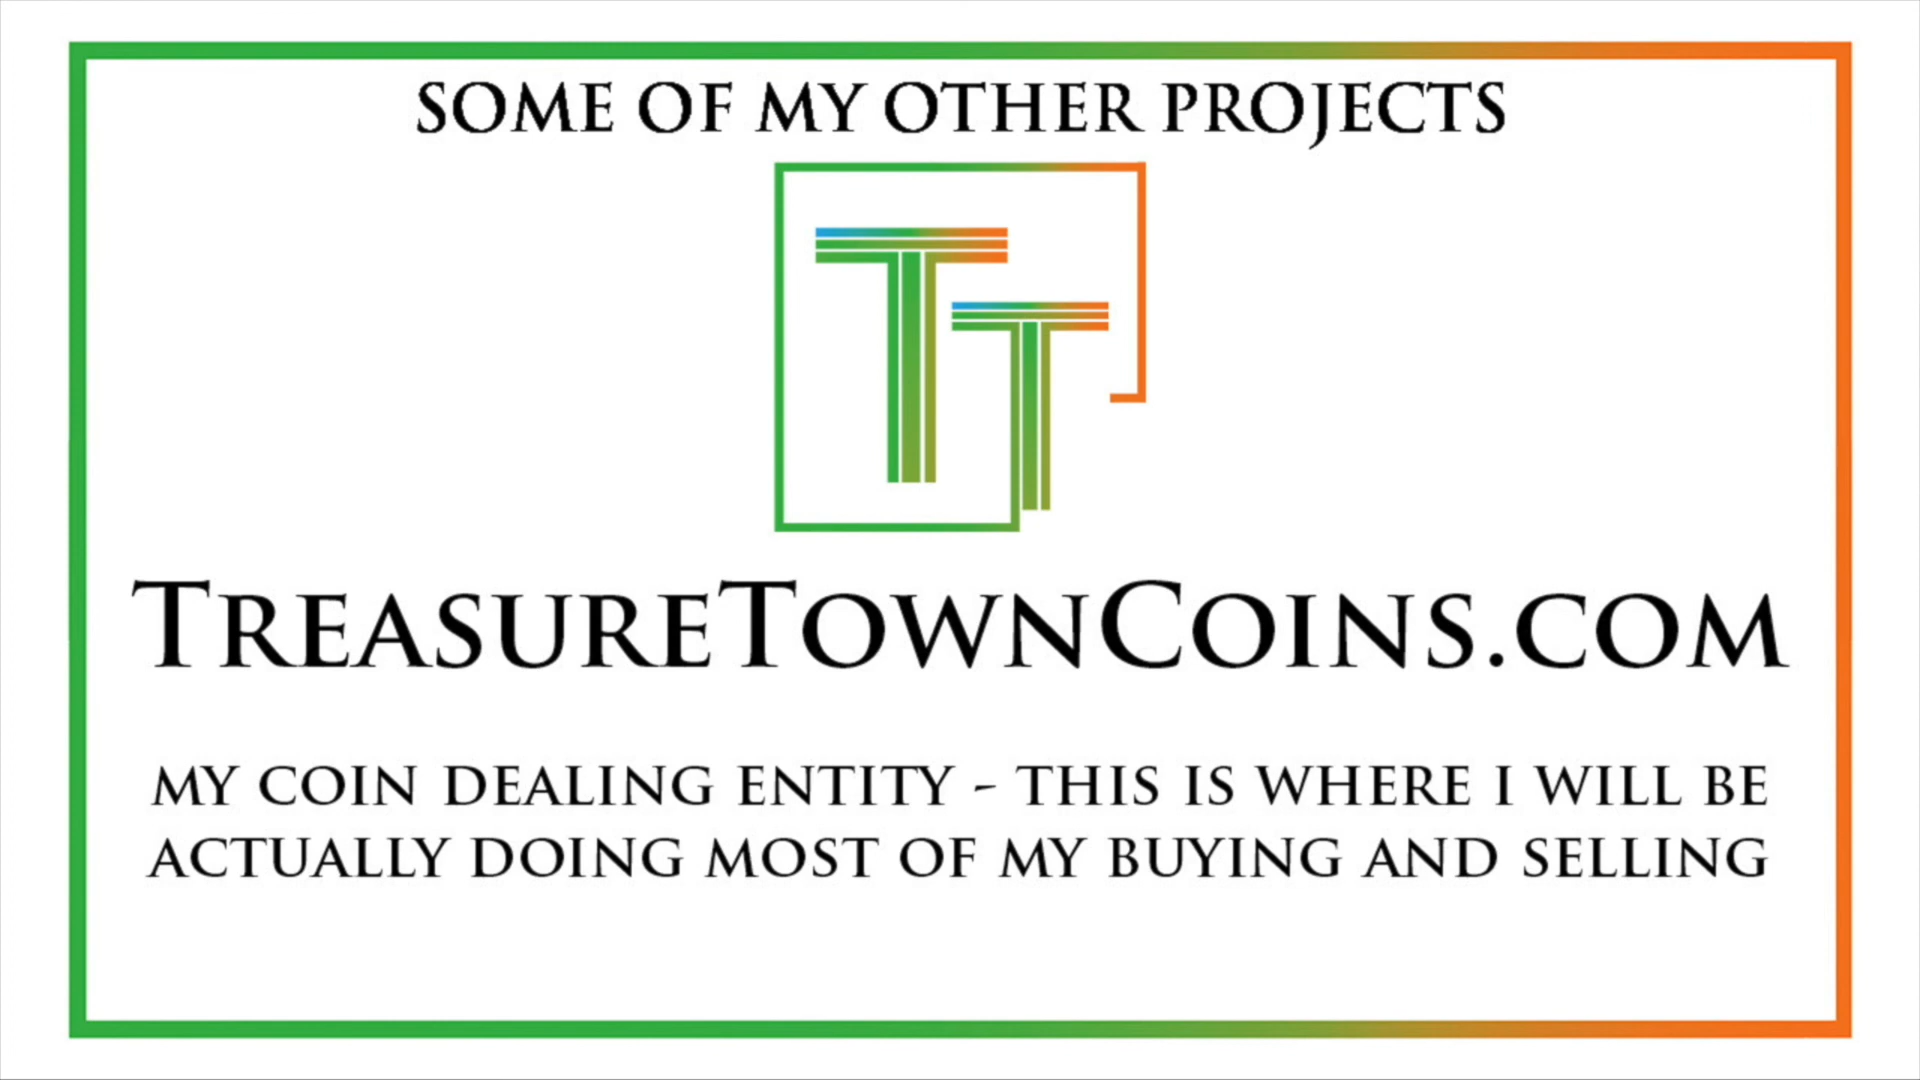 SOME OF MY OTHER PROJECTS
TT
TREASURETOWNCOINS.COM
MY COIN DEALING ENTITY - THIS IS WHERE I WILL BE
ACTUALLY DOING MOST OF MY BUYING AND SELLING